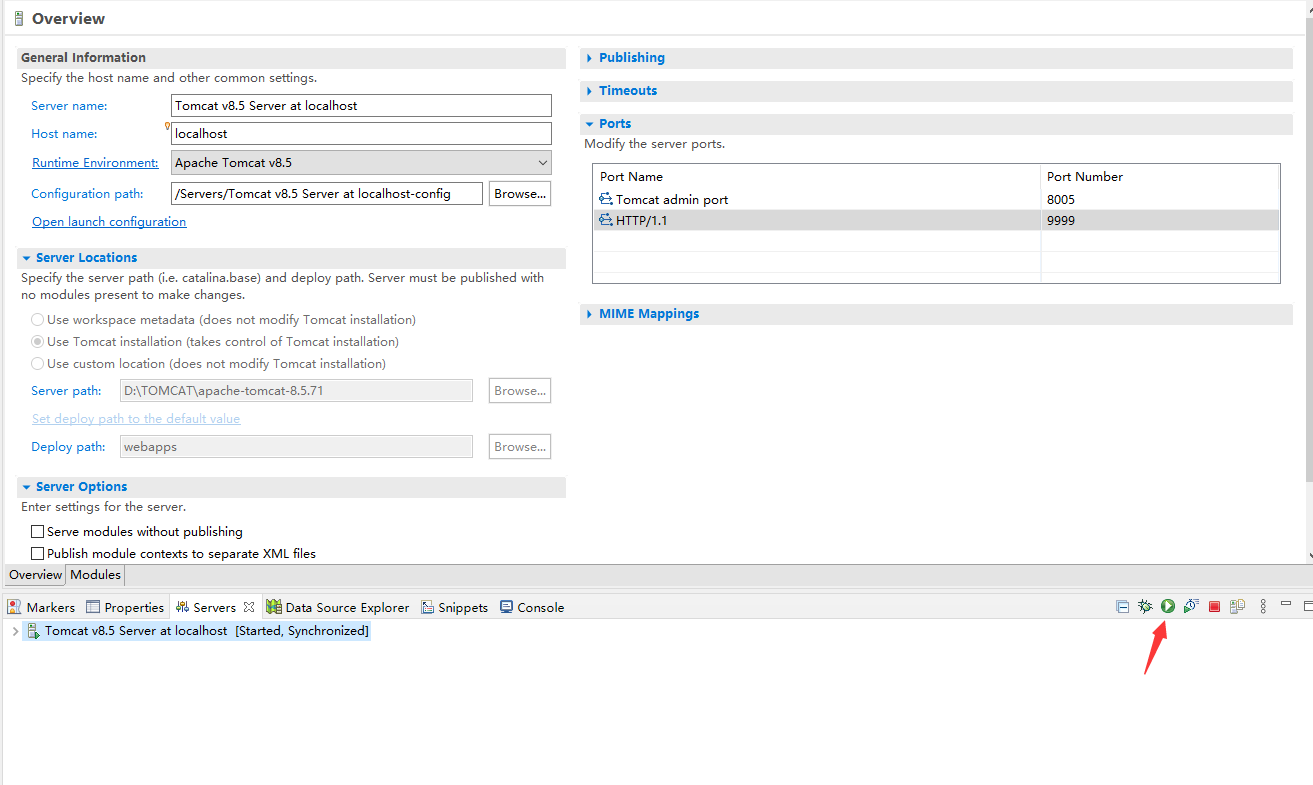 Overview
General Information
Specify the host name and other common settings.
Server name:
Tomcat v8.5 Server at localhost
Host name:
localhost
Runtime Environment:
Apache Tomcat v8.5
Configuration path:
/Servers/Tomcat v8.5 Server at localhost-config
Browse...
Open launch configuration
Server Locations
Specify the server path (i.e. catalina.base) and deploy path. Server must be published with
no modules present to make changes.
Use workspace metadata (does not modify Tomcat installation)
Use Tomcat installation (takes control of Tomcat installation)
Use custom location (does not modify Tomcat installation)
Server path:
D:\TOMCAT\apache-tomcat-8.5.71
Browse...
Set deploy path to the default value
Deploy path:
webapps
Browse...
Server Options
Enter settings for the server.
Serve modules without publishing
Publish module contexts to separate XML files
Publishing
Timeouts
Ports
Modify the server ports.
Port Name Port Number
Tomcat admin port 8005
HTTP/1.1 9999
MIME Mappings
Overview Modules
Markers Properties Servers Data Source Explorer Snippets Console
Tomcat v8.5 Server at localhost [Started, Synchronized]